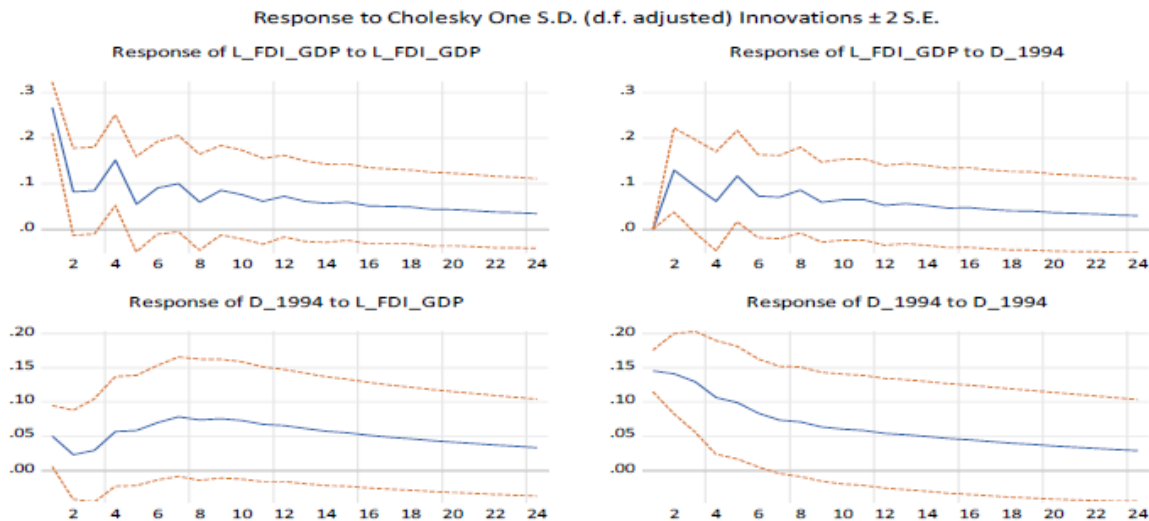 Response to Cholesky One S.D. (d.f. adjusted) Innovations ± 2 S.E.
Response of L_FDI_GDP to L_FDI_GDP
.3
.2
.1
.0
2 4 6 8 10 12 14 16 18 20 22 24
Response of L_FDI_GDP to D_1994
.3
.2
.1
.0
2 4 6 8 10 12 14 16 18 20 22 24
Response of D_1994 to L_FDI_GDP
.20
.15
.10
.05
.00
2 4 6 8 10 12 14 16 18 20 22 24
Response of D_1994 to D_1994
.20
.15
.10
.05
.00
2 4 6 8 10 12 14 16 18 20 22 24